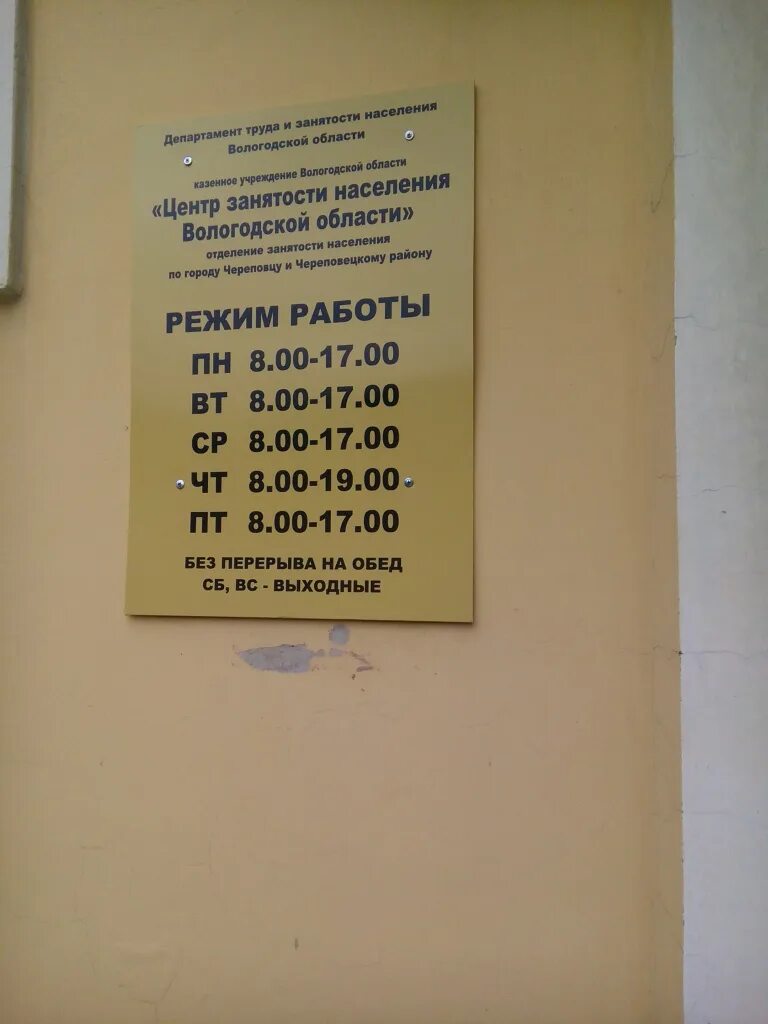 Департамент труда и занятости населения
Вологодской области
казенное учреждение Вологодской области
«Центр занятости населения
Вологодской области»
отделение занятости населения
по городу Череповцу и Череповецкому району
РЕЖИМ РАБОТЫ
ПН 8.00-17.00
ВТ 8.00-17.00
СР 8.00-17.00
ЧТ 8.00-19.00
ПТ 8.00-17.00
БЕЗ ПЕРЕРЫВА НА ОБЕД
СБ, ВС - ВЫХОДНЫЕ